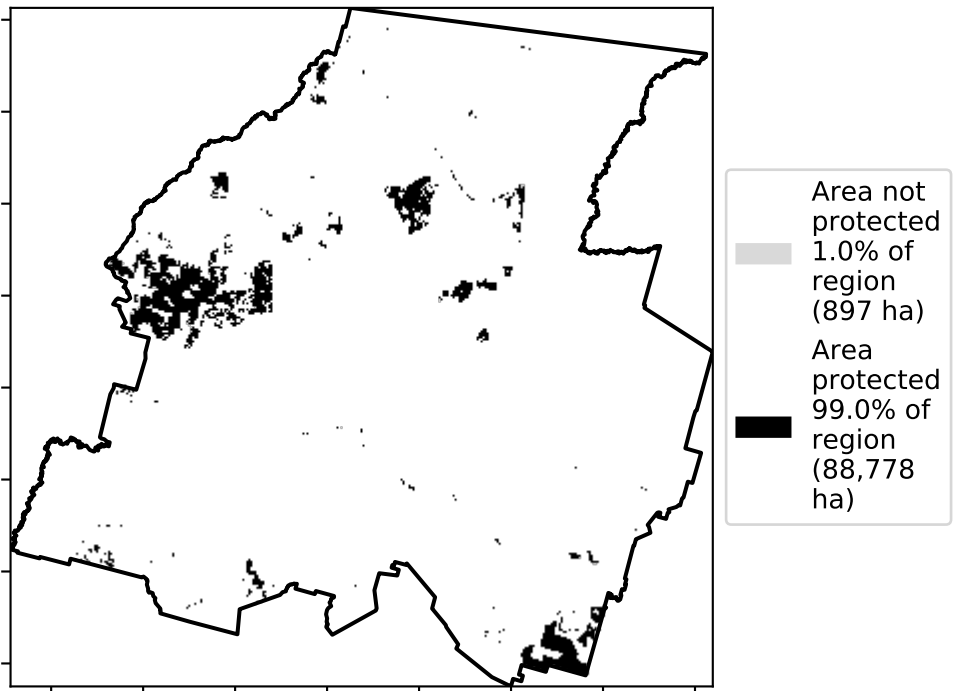 Area not
protected
1.0% of
region
(897 ha)
Area
protected
99.0% of
region
(88,778
ha)